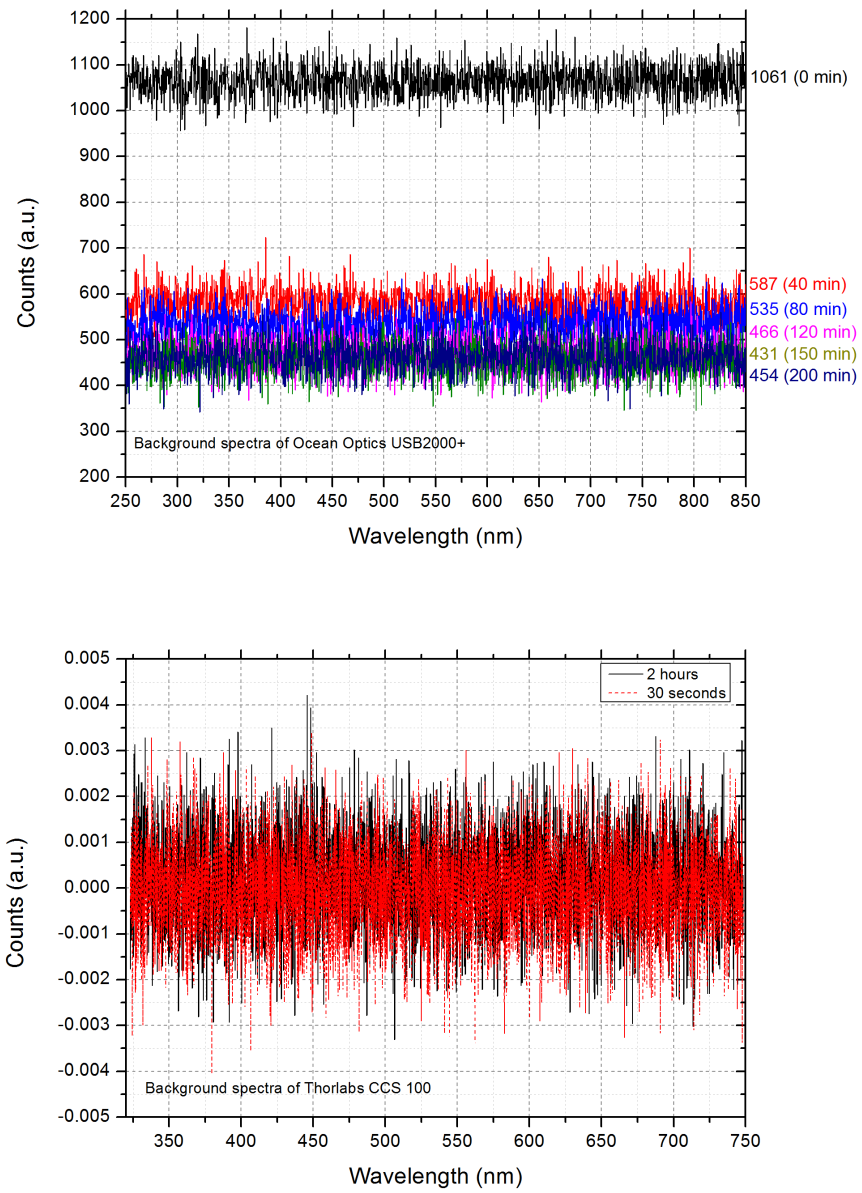 1200
1100
1000
900
800
700
600
500
400
300
200
Counts (a.u.)
1061 (0 min)
587 (40 min)
535 (80 min)
466 (120 min)
431 (150 min)
454 (200 min)
Background spectra of Ocean Optics USB2000+
250 300 350 400 450 500 550 600 650 700 750 800 850
Wavelength (nm)
0.005
0.004
0.003
0.002
0.001
0.000
-0.001
-0.002
-0.003
-0.004
-0.005
Counts (a.u.)
2 hours
30 seconds
Background spectra of Thorlabs CCS 100
350 400 450 500 550 600 650 700 750
Wavelength (nm)